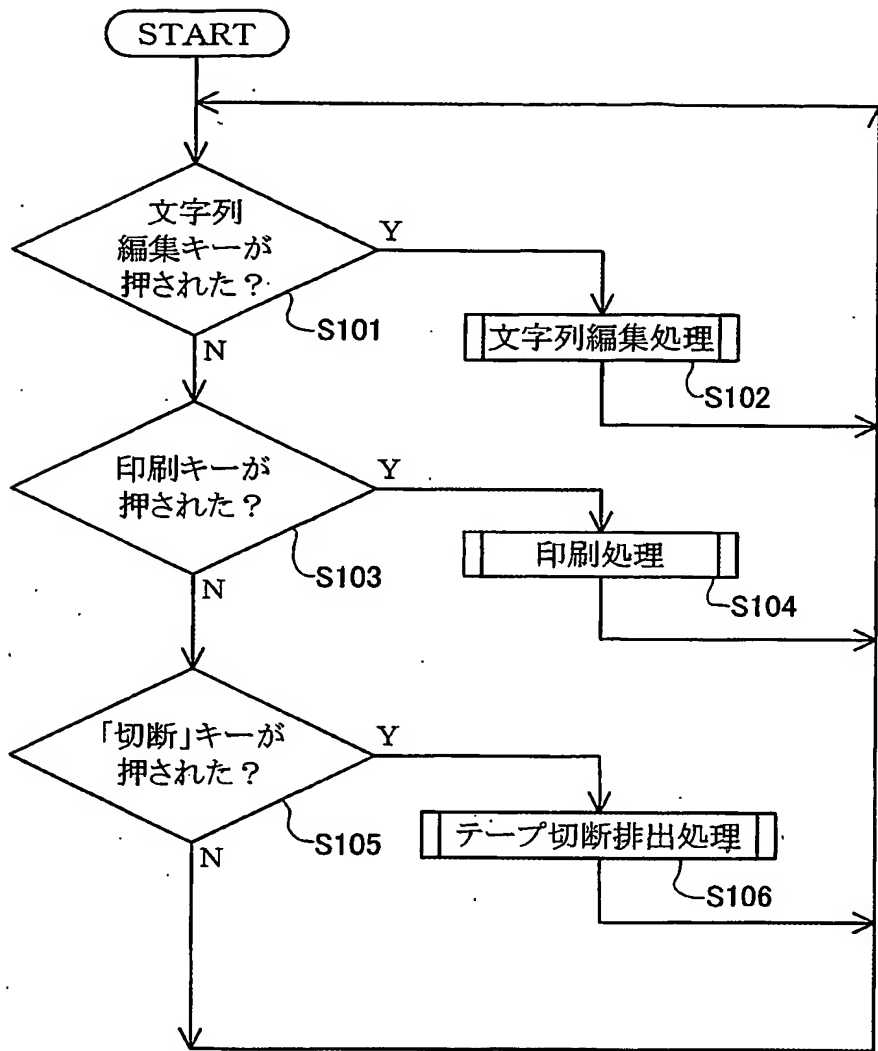 START
文字列
編集キーが
押された?
Y
S101
N
文字列編集処理
S102
印刷キーが
押された?
Y
S103
N
印刷処理
S104
「切断」キーが
押された?
Y
S105
N
テープ切断排出処理
S106